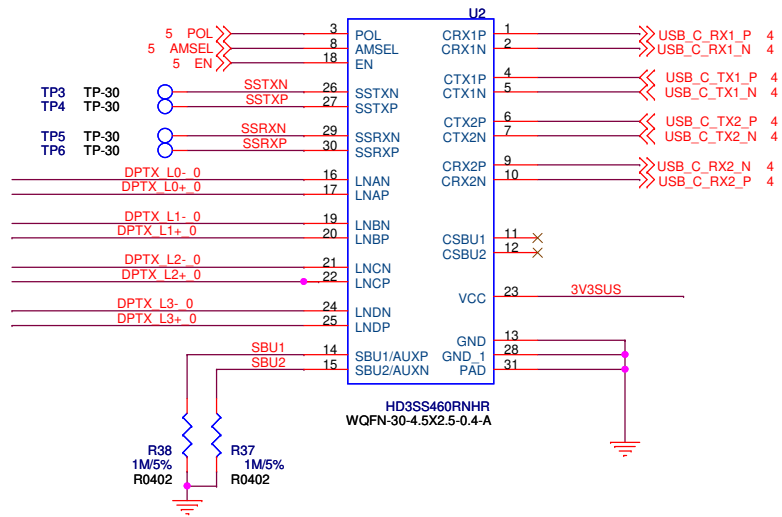 U2
5 POL 3 POL CRX1P 1 USB_C_RX1_P 4
5 AMSEL 8 AMSEL CRX1N 2 USB_C_RX1_N 4
5 EN 18 EN
CTX1P 4 USB_C_TX1_P 4
TP3 TP-30 SSTXN 26 SSTXN CTX1N 5 USB_C_TX1_N 4
TP4 TP-30 SSTXP 27 SSTXP
CTX2P 6 USB_C_TX2_P 4
TP5 TP-30 SSRXN 29 SSRXN CTX2N 7 USB_C_TX2_N 4
TP6 TP-30 SSRXP 30 SSRXP
CRX2P 9 USB_C_RX2_N 4
DPTX_L0-_0 16 LNAN CRX2N 10 USB_C_RX2_P 4
DPTX_L0+_0 17 LNAP
DPTX_L1-_0 19 LNBN
DPTX_L1+_0 20 LNBP CSBU1 11
CSBU2 12
DPTX_L2-_0 21 LNCN
DPTX_L2+_0 22 LNCP
VCC 23 3V3SUS
DPTX_L3-_0 24 LNDN
DPTX_L3+_0 25 LNDP
GND 13
SBU1 14 SBU1/AUXP GND_1 28
SBU2 15 SBU2/AUXN PAD 31
HD3SS460RNHR
WQFN-30-4.5X2.5-0.4-A
R38 R37
1M/5% 1M/5%
R0402 R0402